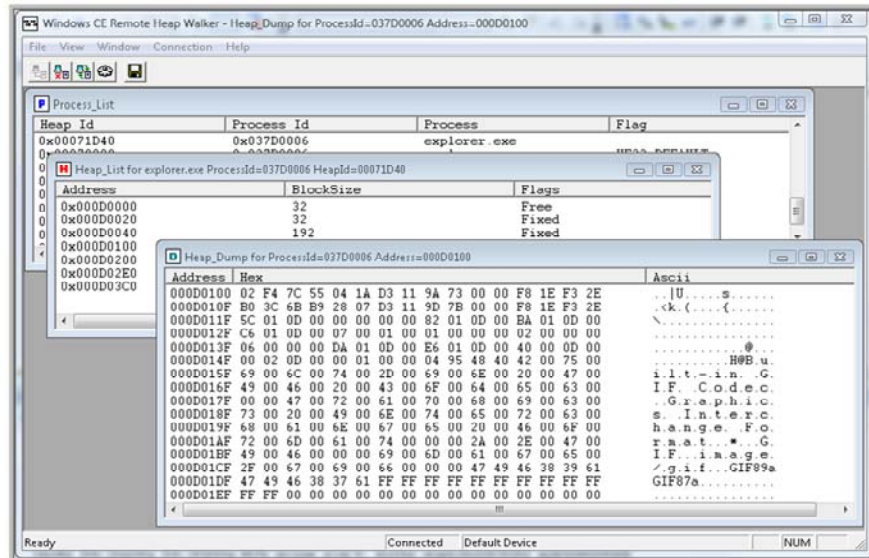 Windows CE Remote Heap Walker - Heap_Dump for ProcessId=037D0006 Address=000D0100
File View Window Connection Help
Process_List
Heap Id Process Id Process Flag
0x00071D40 0x037D0006 explorer.exe
Heap_List for explorer.exe ProcessId=037D0006 HeapId=00071D40
Address BlockSize Flags
0x000D0000 32 Free
0x000D0020 32 Fixed
0x000D0040 192 Fixed
0x000D0100
0x000D0200
0x000D02E0
0x000D03C0
Heap_Dump for ProcessId=037D0006 Address=000D0100
Address Hex Ascii
000D0100 02 F4 7C 55 04 1A D3 11 9A 73 00 00 F8 1E F3 2E ..|U.....s......
000D010F B0 3C 6B B9 28 07 D3 11 9D 7B 00 00 F8 1E F3 2E .<k.(....{......
000D011F 5C 01 0D 00 00 00 00 00 82 01 0D 00 BA 01 0D 00 \...............
000D012F C6 01 0D 00 07 00 01 00 01 00 00 00 02 00 00 00 ................
000D013F 06 00 00 00 DA 01 0D 00 E6 01 0D 00 40 00 0D 00 ............@...
000D014F 00 02 0D 00 00 01 00 00 04 95 48 40 42 00 75 00 ..........H@B.u.
000D015F 69 00 6C 00 74 00 2D 00 69 00 6E 00 20 00 47 00 i.l.t.-.i.n. .G.
000D016F 49 00 46 00 20 00 43 00 6F 00 64 00 65 00 63 00 I.F. .C.o.d.e.c.
000D017F 00 00 47 00 72 00 61 00 70 00 68 00 69 00 63 00 ..G.r.a.p.h.i.c.
000D018F 73 00 20 00 49 00 6E 00 74 00 65 00 72 00 63 00 s. .I.n.t.e.r.c.
000D019F 68 00 61 00 6E 00 67 00 65 00 20 00 46 00 6F 00 h.a.n.g.e. .F.o.
000D01AF 72 00 6D 00 61 00 74 00 00 00 2A 00 2E 00 47 00 r.m.a.t...*...G.
000D01BF 49 00 46 00 00 00 69 00 6D 00 61 00 67 00 65 00 I.F...i.m.a.g.e.
000D01CF 2F 00 67 00 69 00 66 00 00 00 47 49 46 38 39 61 /.g.i.f...GIF89a
000D01DF 47 49 46 38 37 61 FF FF FF FF FF FF FF FF FF FF GIF87a..........
000D01EF FF FF 00 00 00 00 00 00 00 00 00 00 00 00 00 00 ................
Ready Connected Default Device NUM